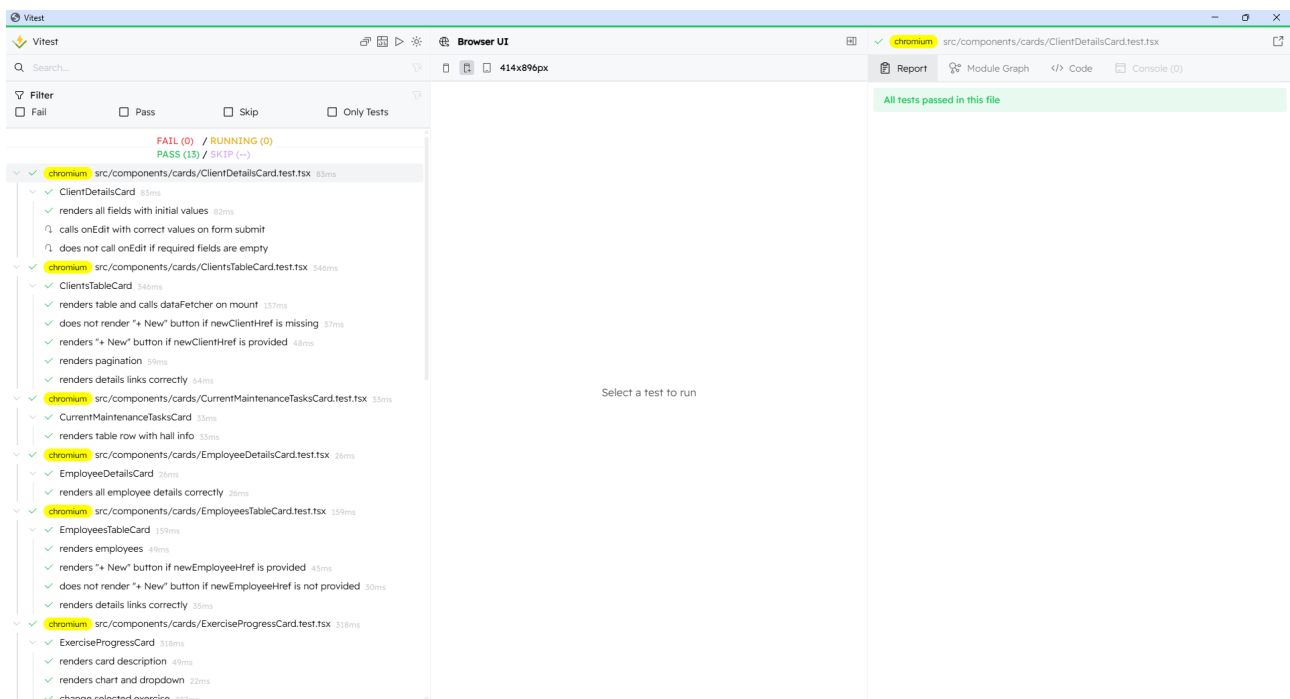 Vitest
Vitest
Search...
Filter
Fail
Pass
Skip
Only Tests
FAIL (0) / RUNNING (0)
PASS (13) / SKIP (--)
chromium src/components/cards/ClientDetailsCard.test.tsx 83ms
ClientDetailsCard 83ms
renders all fields with initial values 82ms
calls onEdit with correct values on form submit
does not call onEdit if required fields are empty
chromium src/components/cards/ClientsTableCard.test.tsx 346ms
ClientsTableCard 346ms
renders table and calls dataFetcher on mount 137ms
does not render "+ New" button if newClientHref is missing 37ms
renders "+ New" button if newClientHref is provided 48ms
renders pagination 59ms
renders details links correctly 64ms
chromium src/components/cards/CurrentMaintenanceTasksCard.test.tsx 33ms
CurrentMaintenanceTasksCard 33ms
renders table row with hall info 33ms
chromium src/components/cards/EmployeeDetailsCard.test.tsx 26ms
EmployeeDetailsCard 26ms
renders all employee details correctly 26ms
chromium src/components/cards/EmployeesTableCard.test.tsx 159ms
EmployeesTableCard 159ms
renders employees 49ms
renders "+ New" button if newEmployeeHref is provided 45ms
does not render "+ New" button if newEmployeeHref is not provided 30ms
renders details links correctly 35ms
chromium src/components/cards/ExerciseProgressCard.test.tsx 318ms
ExerciseProgressCard 318ms
renders card description 49ms
renders chart and dropdown 22ms
change selected exercise
Browser UI
414x896px
Select a test to run
chromium src/components/cards/ClientDetailsCard.test.tsx
Report
Module Graph
</> Code
Console (0)
All tests passed in this file